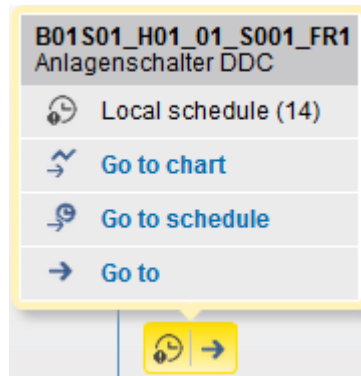 B01S01_H01_01_S001_FR1
Anlagenschalter DDC
Local schedule (14)
Go to chart
Go to schedule
Go to